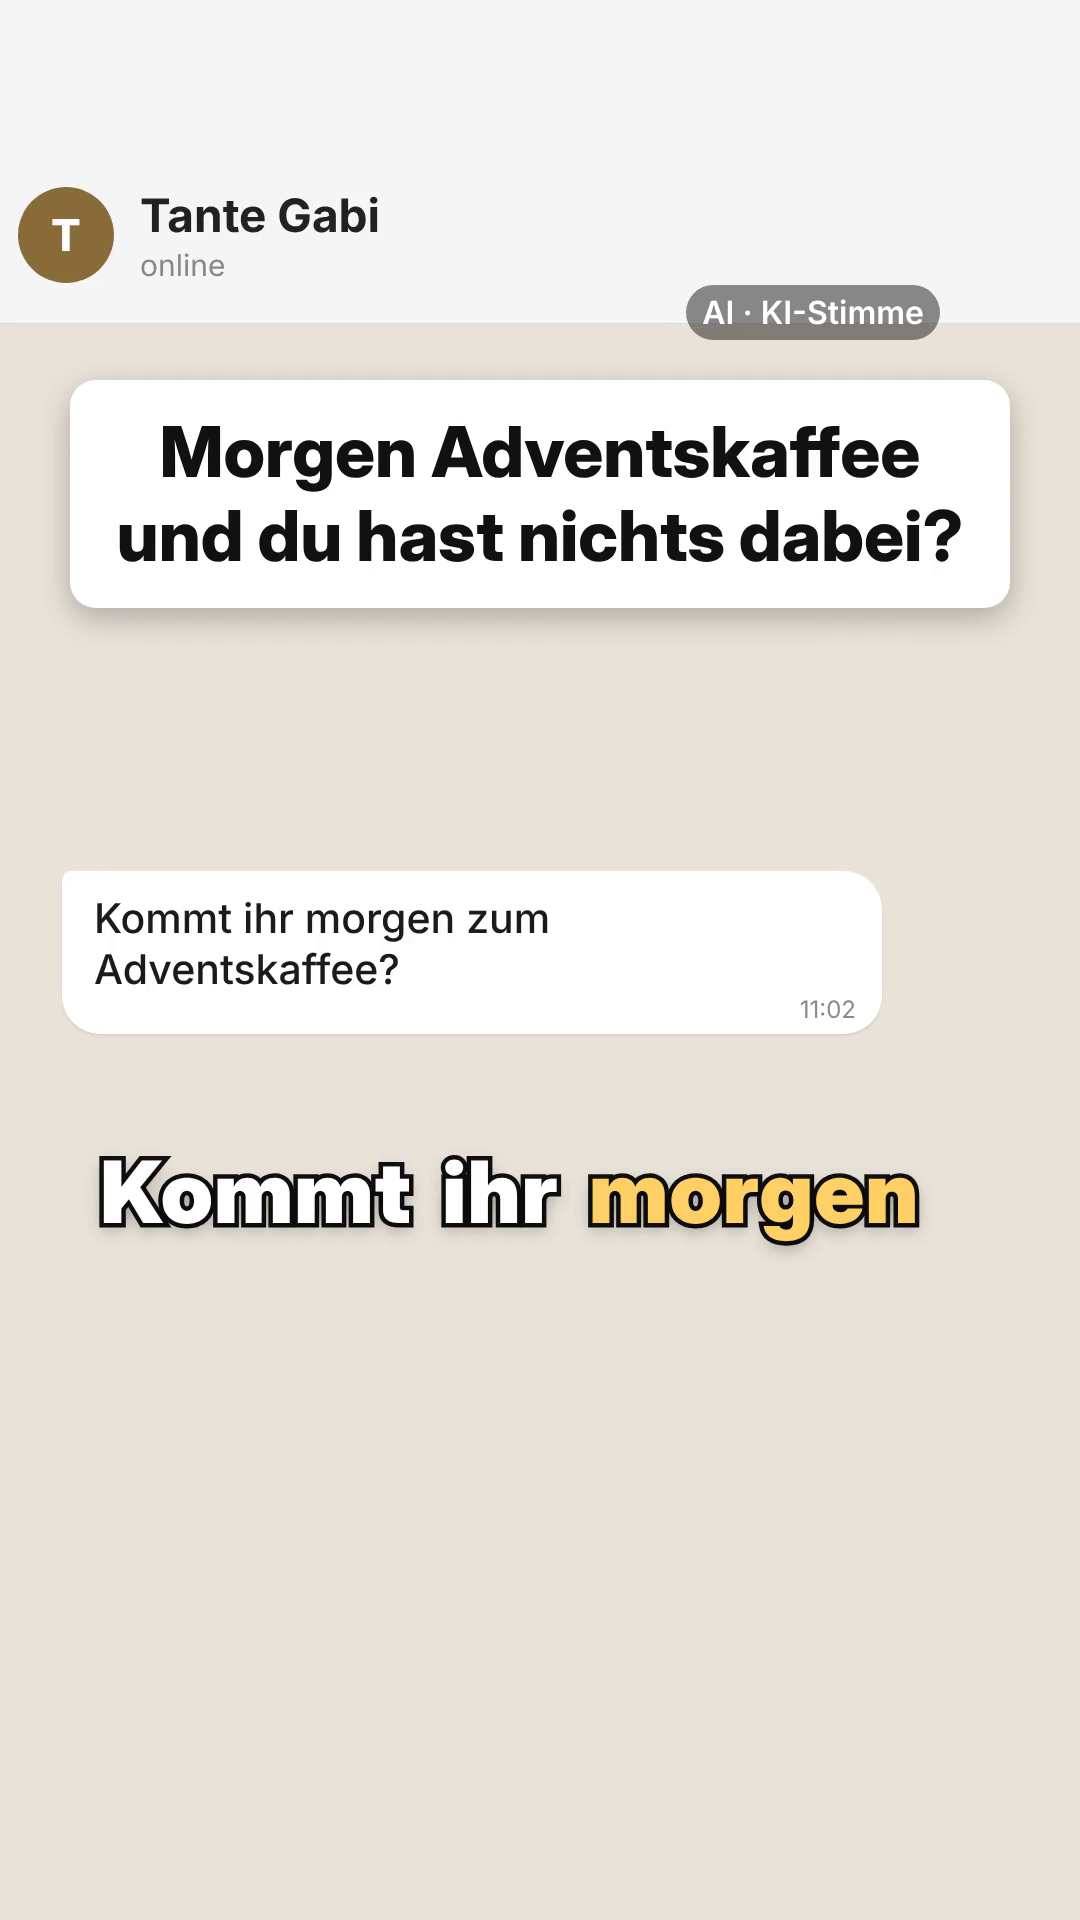 T
Tante Gabi
online
AI · KI-Stimme
Morgen Adventskaffee
und du hast nichts dabei?
Kommt ihr morgen zum
Adventskaffee?
11:02
Kommt ihr morgen